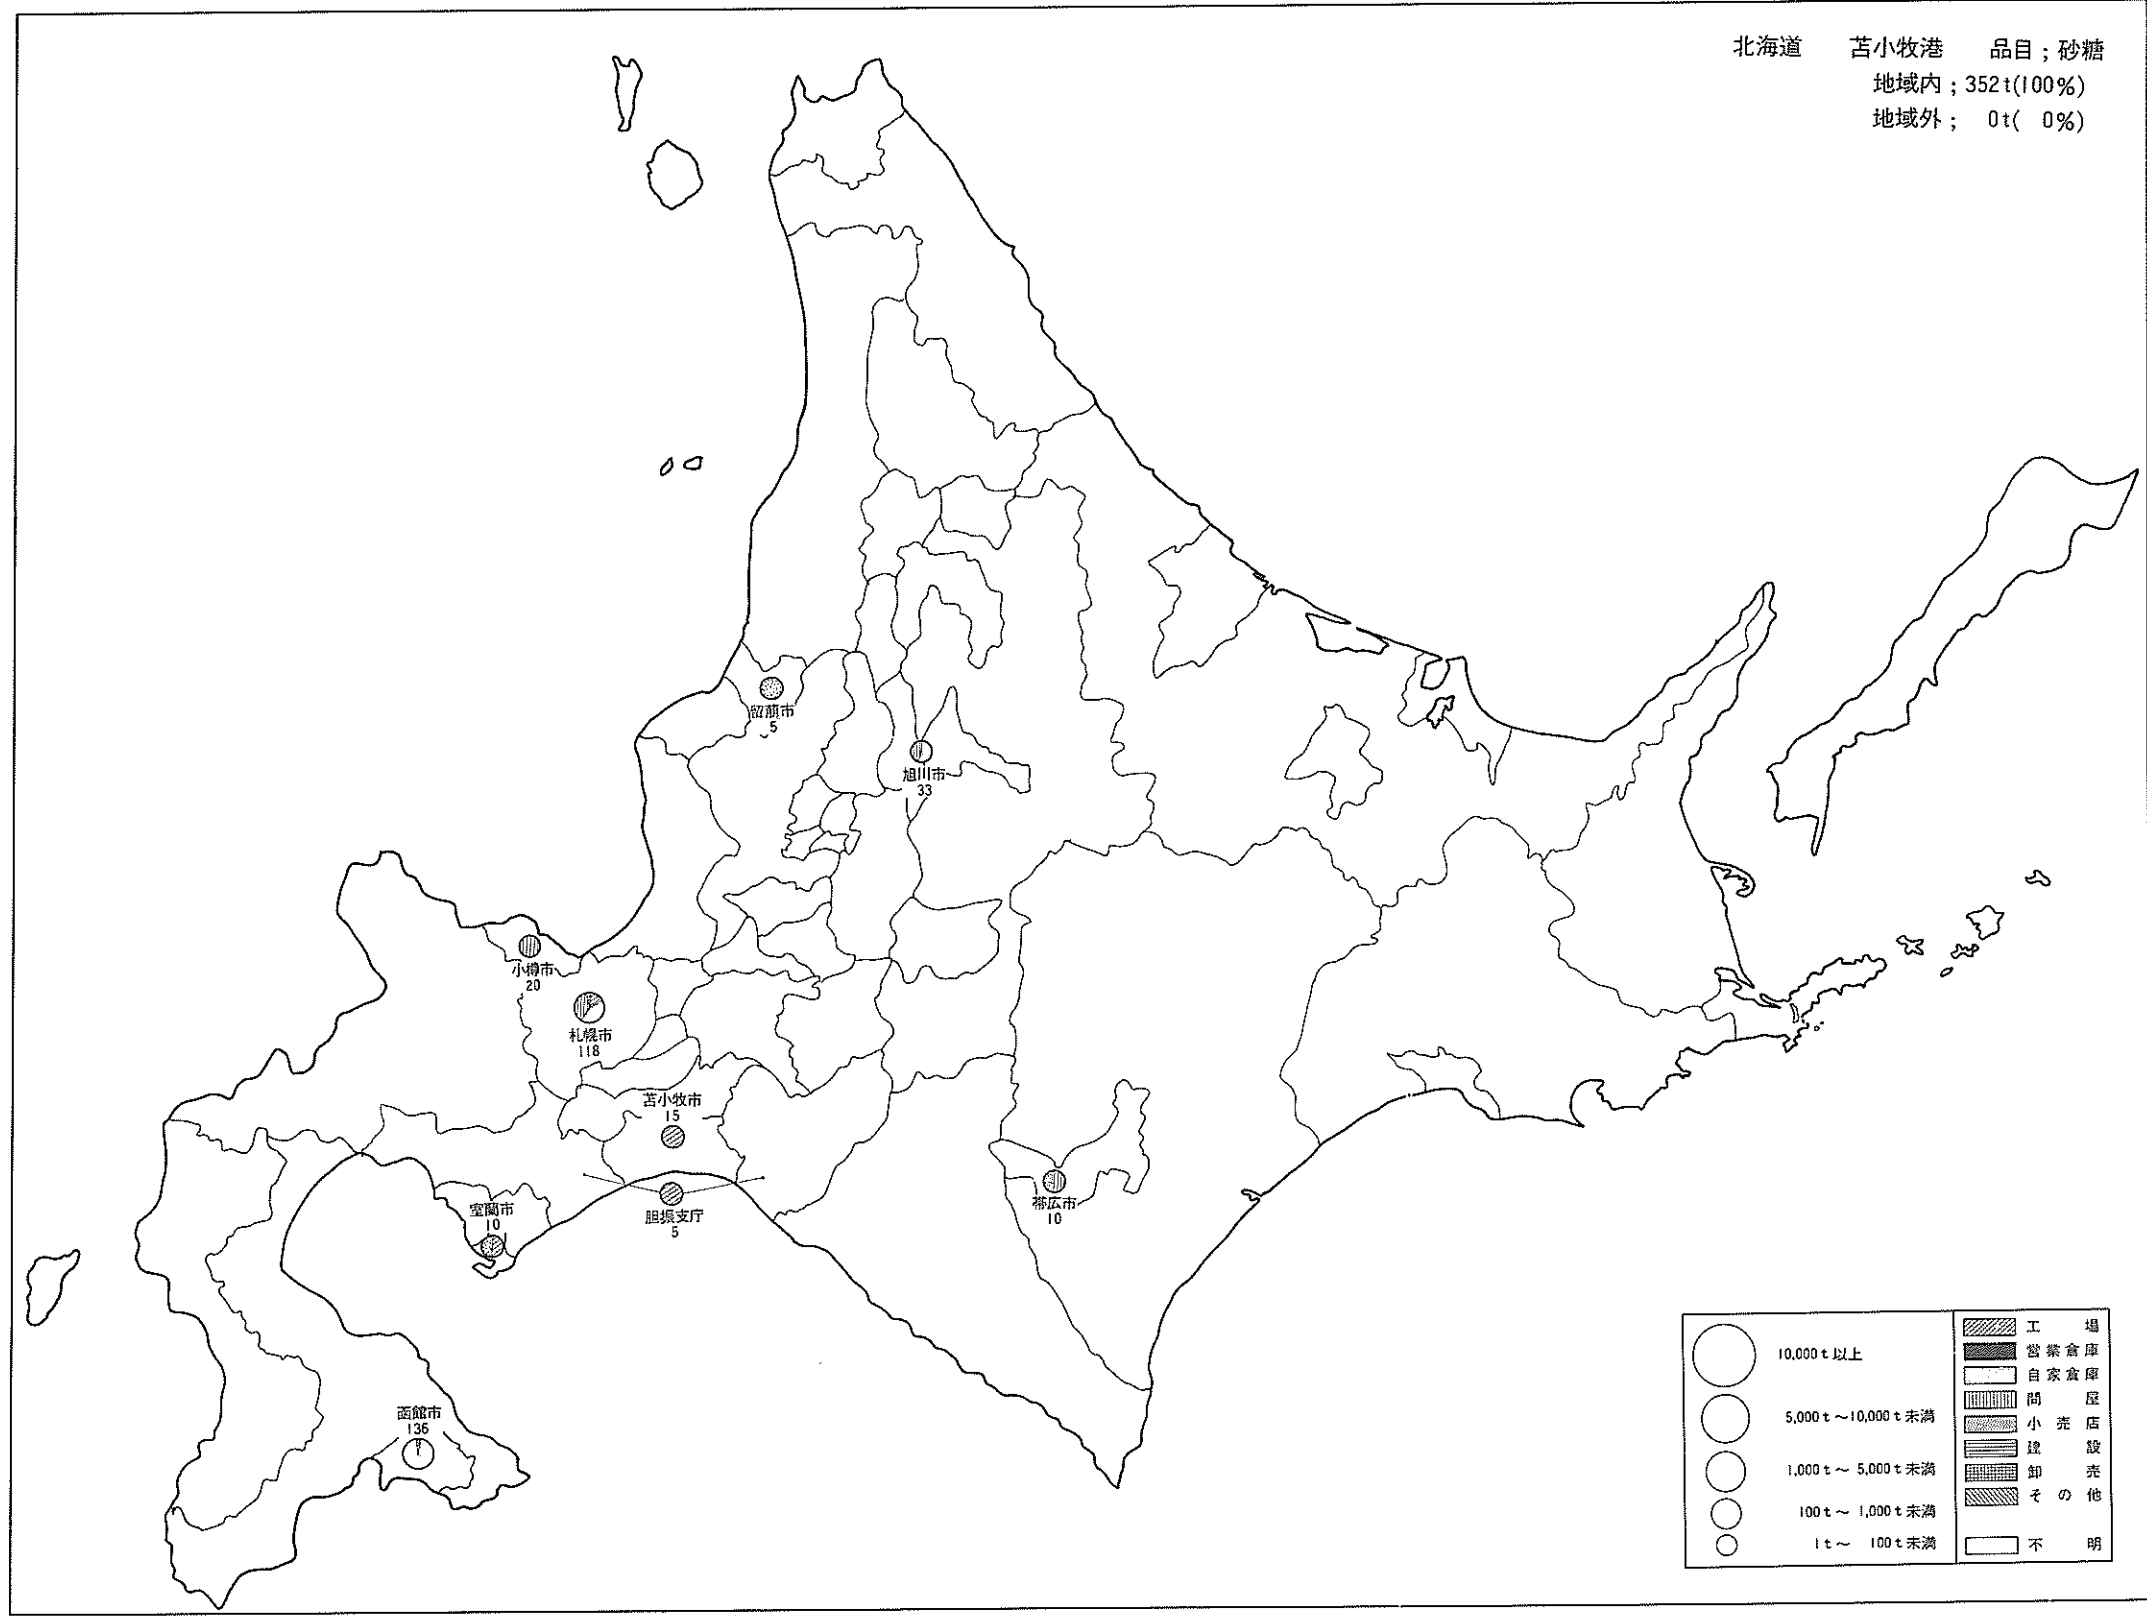 北海道 苫小牧港 品目；砂糖
地域内；352t(100%)
地域外； 0t( 0%)
留萠市
5
旭川市
33
小樽市
20
札幌市
118
苫小牧市
15
胆振支庁
5
室蘭市
10
帯広市
10
函館市
136
10,000t以上
5,000t～10,000t未満
1,000t～ 5,000t未満
100t～ 1,000t未満
1t～ 100t未満
工場
営業倉庫
自家倉庫
問屋
小売店
建設
卸売
その他
不明